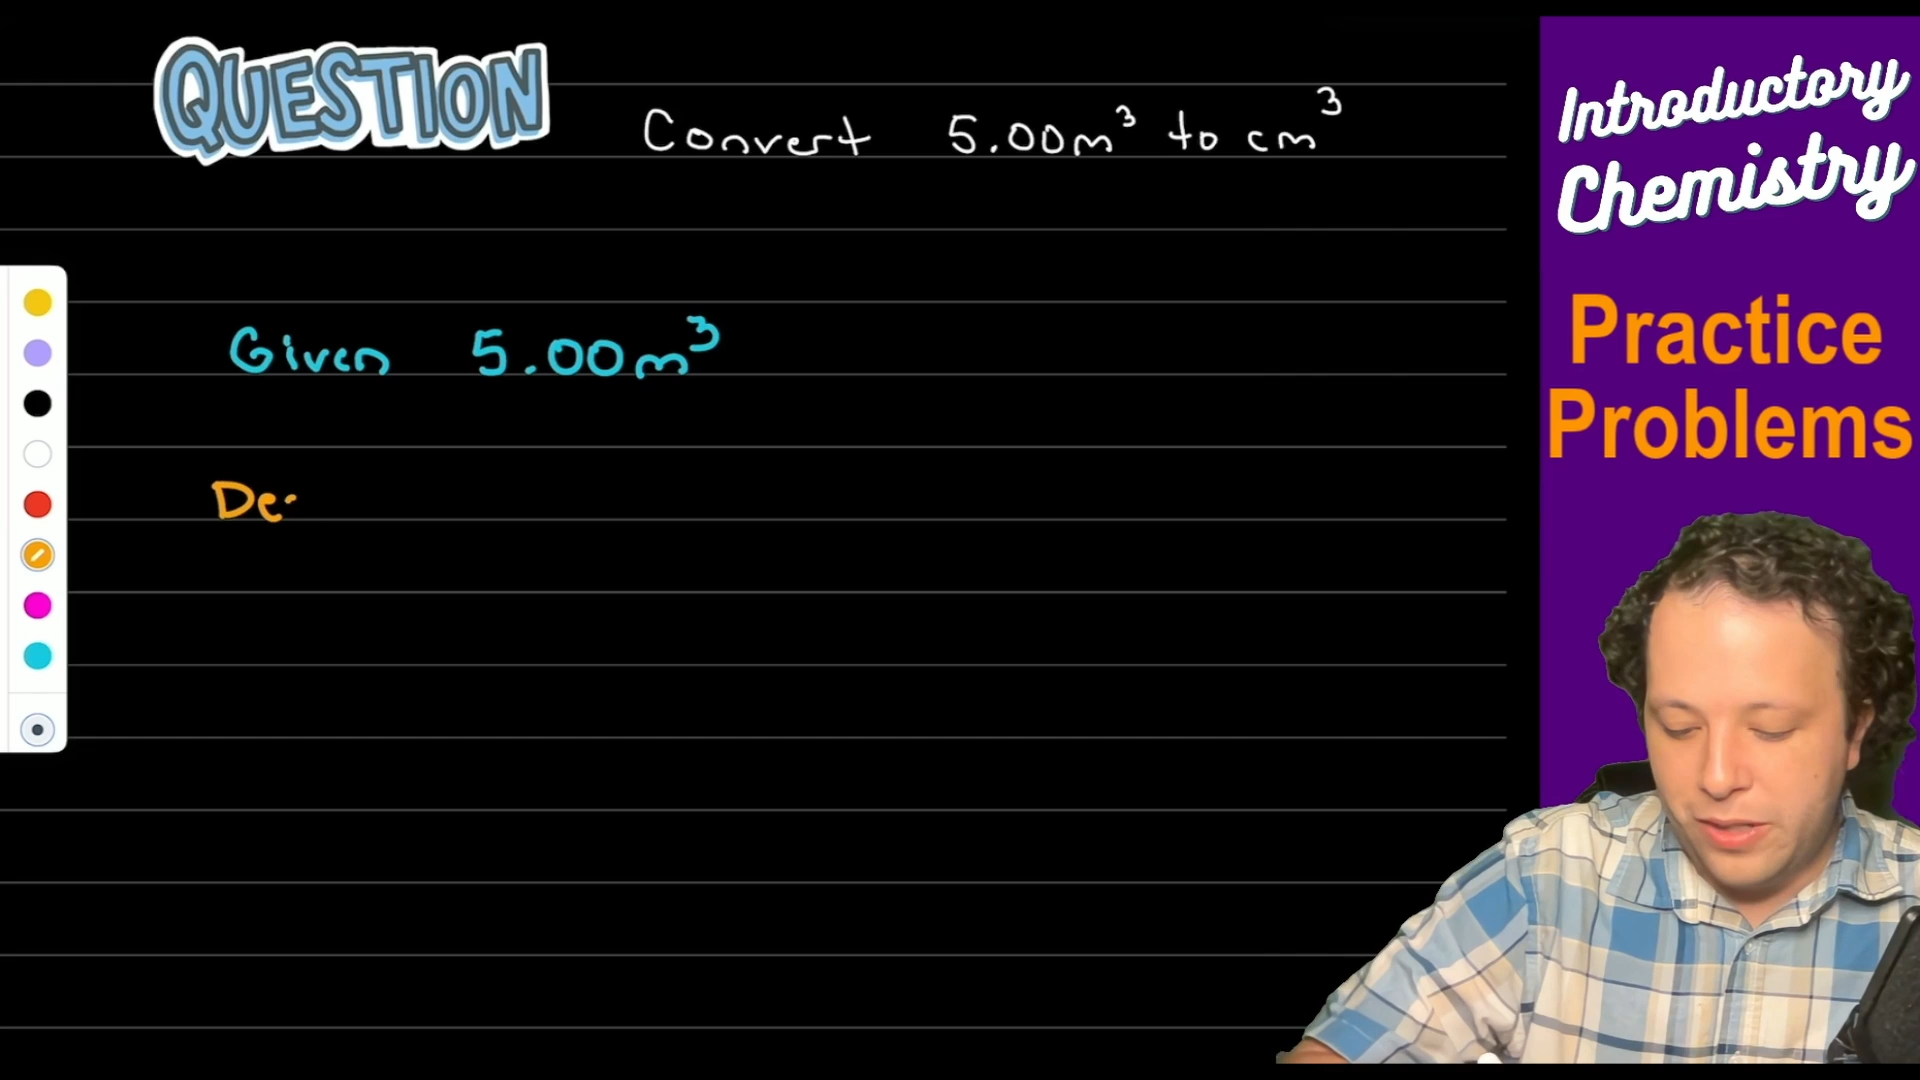 QUESTION
Convert 5.00m³ to cm³
Given 5.00m³
De
Introductory
Chemistry
Practice
Problems